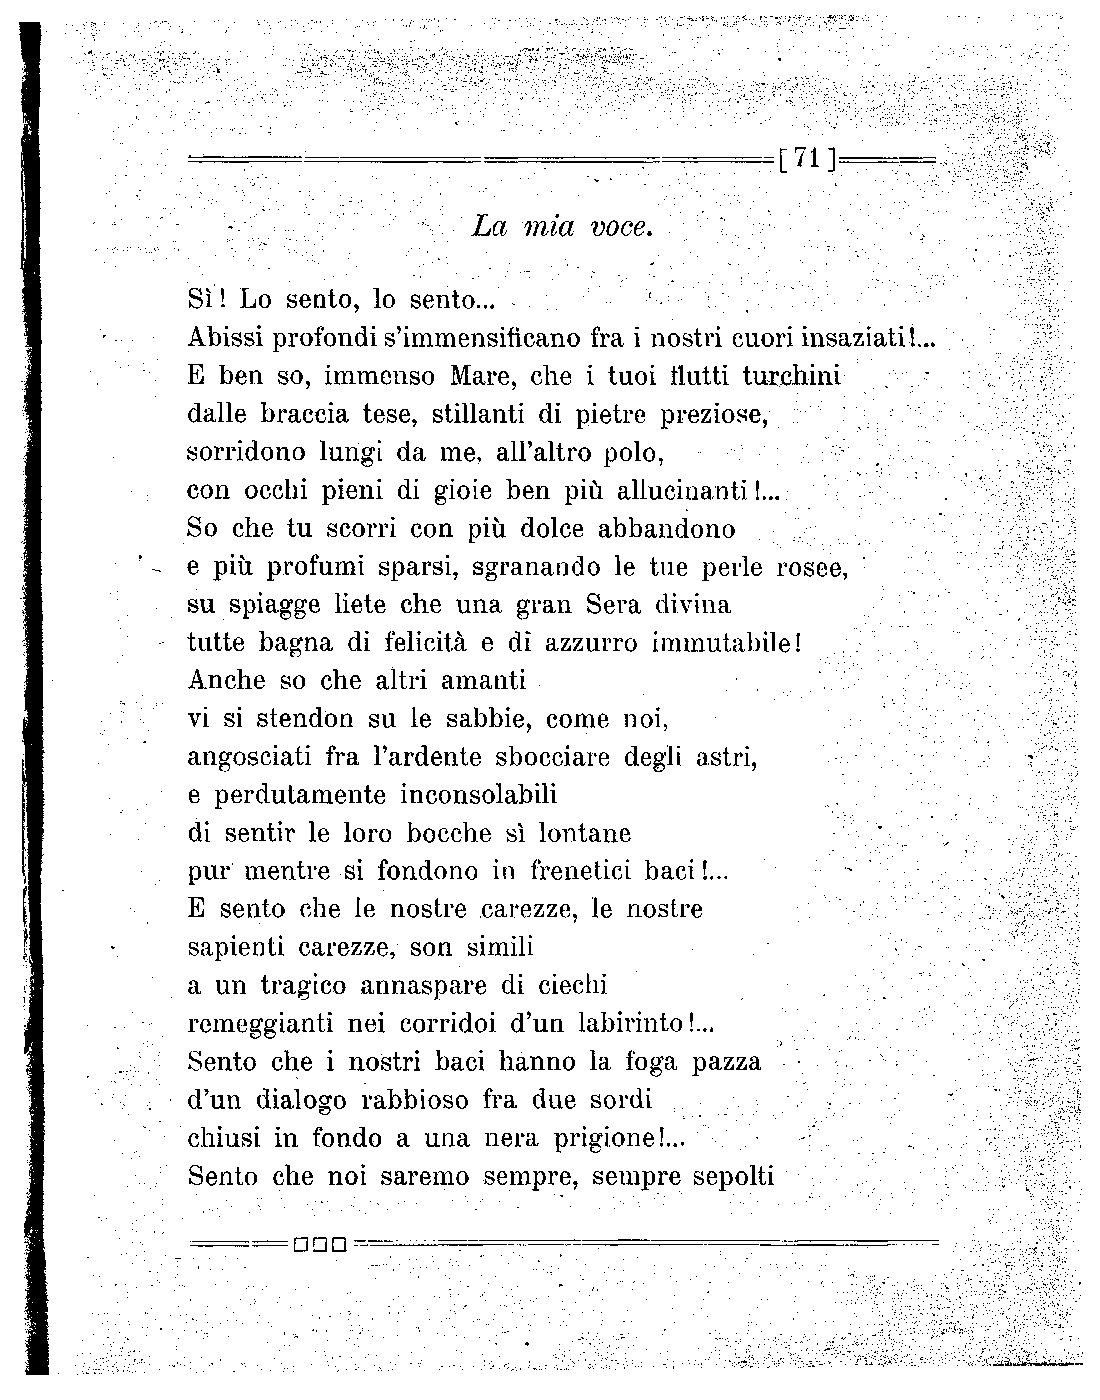 [ 71 ]
La mia voce.
Sì! Lo sento, lo sento...
Abissi profondi s'immensificano fra i nostri cuori insaziati!...
E ben so, immenso Mare, che i tuoi flutti turchini
dalle braccia tese, stillanti di pietre preziose,
sorridono lungi da me, all'altro polo,
con occhi pieni di gioie ben più allucinanti!...
So che tu scorri con più dolce abbandono
e più profumi sparsi, sgranando le tue perle rosee,
su spiagge liete che una gran Sera divina
tutte bagna di felicità e di azzurro immutabile!
Anche so che altri amanti
vi si stendon su le sabbie, come noi,
angosciati fra l'ardente sbocciare degli astri,
e perdutamente inconsolabili
di sentir le loro bocche sì lontane
pur mentre si fondono in frenetici baci!...
E sento che le nostre carezze, le nostre
sapienti carezze, son simili
a un tragico annaspare di ciechi
remeggianti nei corridoi d'un labirinto!...
Sento che i nostri baci hanno la foga pazza
d'un dialogo rabbioso fra due sordi
chiusi in fondo a una nera prigione!...
Sento che noi saremo sempre, sempre sepolti